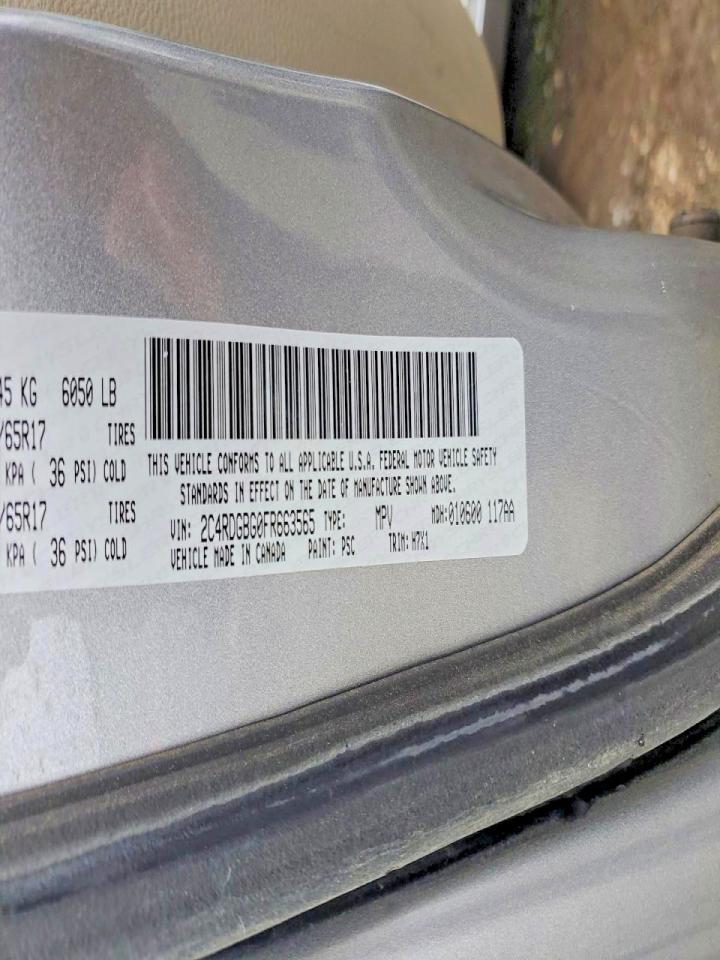 45 KG 6050 LB
/65R17 TIRES
KPA ( 36 PSI) COLD
/65R17 TIRES
KPA ( 36 PSI) COLD
THIS VEHICLE CONFORMS TO ALL APPLICABLE U.S.A. FEDERAL MOTOR VEHICLE SAFETY
STANDARDS IN EFFECT ON THE DATE OF MANUFACTURE SHOWN ABOVE.
VIN: 2C4RDGBG0FR663565 TYPE: MPV MDH:010600 117AA
VEHICLE MADE IN CANADA PAINT: PSC TRIM: H7X1